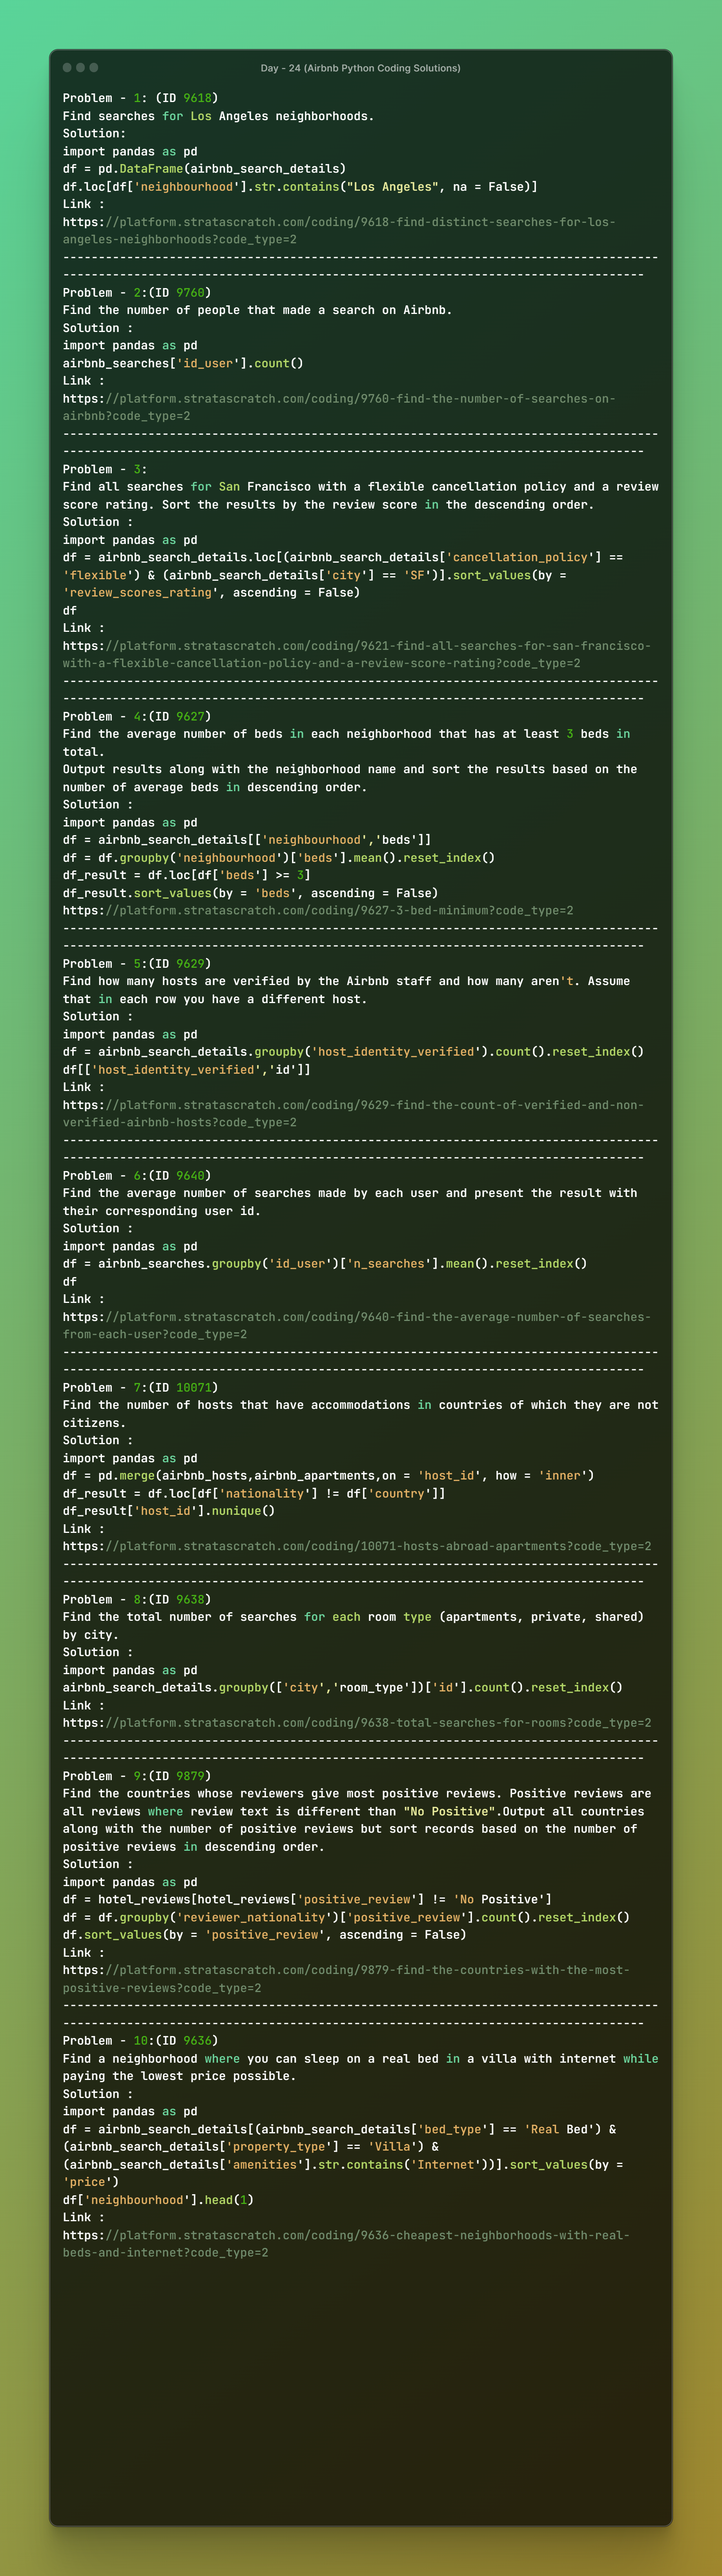 Day - 24 (Airbnb Python Coding Solutions)
Problem - 1: (ID 9618)
Find searches for Los Angeles neighborhoods.
Solution:
import pandas as pd
df = pd.DataFrame(airbnb_search_details)
df.loc[df['neighbourhood'].str.contains("Los Angeles", na = False)]
Link :
https://platform.stratascratch.com/coding/9618-find-distinct-searches-for-los-
angeles-neighborhoods?code_type=2
-----------------------------------------------------------------------------------
---------------------------------------------------------------------------------
Problem - 2:(ID 9760)
Find the number of people that made a search on Airbnb.
Solution :
import pandas as pd
airbnb_searches['id_user'].count()
Link :
https://platform.stratascratch.com/coding/9760-find-the-number-of-searches-on-
airbnb?code_type=2
-----------------------------------------------------------------------------------
---------------------------------------------------------------------------------
Problem - 3:
Find all searches for San Francisco with a flexible cancellation policy and a review
score rating. Sort the results by the review score in the descending order.
Solution :
import pandas as pd
df = airbnb_search_details.loc[(airbnb_search_details['cancellation_policy'] ==
'flexible') & (airbnb_search_details['city'] == 'SF')].sort_values(by =
'review_scores_rating', ascending = False)
df
Link :
https://platform.stratascratch.com/coding/9621-find-all-searches-for-san-francisco-
with-a-flexible-cancellation-policy-and-a-review-score-rating?code_type=2
-----------------------------------------------------------------------------------
---------------------------------------------------------------------------------
Problem - 4:(ID 9627)
Find the average number of beds in each neighborhood that has at least 3 beds in
total.
Output results along with the neighborhood name and sort the results based on the
number of average beds in descending order.
Solution :
import pandas as pd
df = airbnb_search_details[['neighbourhood','beds']]
df = df.groupby('neighbourhood')['beds'].mean().reset_index()
df_result = df.loc[df['beds'] >= 3]
df_result.sort_values(by = 'beds', ascending = False)
https://platform.stratascratch.com/coding/9627-3-bed-minimum?code_type=2
-----------------------------------------------------------------------------------
---------------------------------------------------------------------------------
Problem - 5:(ID 9629)
Find how many hosts are verified by the Airbnb staff and how many aren't. Assume
that in each row you have a different host.
Solution :
import pandas as pd
df = airbnb_search_details.groupby('host_identity_verified').count().reset_index()
df[['host_identity_verified','id']]
Link :
https://platform.stratascratch.com/coding/9629-find-the-count-of-verified-and-non-
verified-airbnb-hosts?code_type=2
-----------------------------------------------------------------------------------
---------------------------------------------------------------------------------
Problem - 6:(ID 9640)
Find the average number of searches made by each user and present the result with
their corresponding user id.
Solution :
import pandas as pd
df = airbnb_searches.groupby('id_user')['n_searches'].mean().reset_index()
df
Link :
https://platform.stratascratch.com/coding/9640-find-the-average-number-of-searches-
from-each-user?code_type=2
-----------------------------------------------------------------------------------
---------------------------------------------------------------------------------
Problem - 7:(ID 10071)
Find the number of hosts that have accommodations in countries of which they are not
citizens.
Solution :
import pandas as pd
df = pd.merge(airbnb_hosts,airbnb_apartments,on = 'host_id', how = 'inner')
df_result = df.loc[df['nationality'] != df['country']]
df_result['host_id'].nunique()
Link :
https://platform.stratascratch.com/coding/10071-hosts-abroad-apartments?code_type=2
-----------------------------------------------------------------------------------
---------------------------------------------------------------------------------
Problem - 8:(ID 9638)
Find the total number of searches for each room type (apartments, private, shared)
by city.
Solution :
import pandas as pd
airbnb_search_details.groupby(['city','room_type'])['id'].count().reset_index()
Link :
https://platform.stratascratch.com/coding/9638-total-searches-for-rooms?code_type=2
-----------------------------------------------------------------------------------
---------------------------------------------------------------------------------
Problem - 9:(ID 9879)
Find the countries whose reviewers give most positive reviews. Positive reviews are
all reviews where review text is different than "No Positive".Output all countries
along with the number of positive reviews but sort records based on the number of
positive reviews in descending order.
Solution :
import pandas as pd
df = hotel_reviews[hotel_reviews['positive_review'] != 'No Positive']
df = df.groupby('reviewer_nationality')['positive_review'].count().reset_index()
df.sort_values(by = 'positive_review', ascending = False)
Link :
https://platform.stratascratch.com/coding/9879-find-the-countries-with-the-most-
positive-reviews?code_type=2
-----------------------------------------------------------------------------------
---------------------------------------------------------------------------------
Problem - 10:(ID 9636)
Find a neighborhood where you can sleep on a real bed in a villa with internet while
paying the lowest price possible.
Solution :
import pandas as pd
df = airbnb_search_details[(airbnb_search_details['bed_type'] == 'Real Bed') &
(airbnb_search_details['property_type'] == 'Villa') &
(airbnb_search_details['amenities'].str.contains('Internet'))].sort_values(by =
'price')
df['neighbourhood'].head(1)
Link :
https://platform.stratascratch.com/coding/9636-cheapest-neighborhoods-with-real-
beds-and-internet?code_type=2